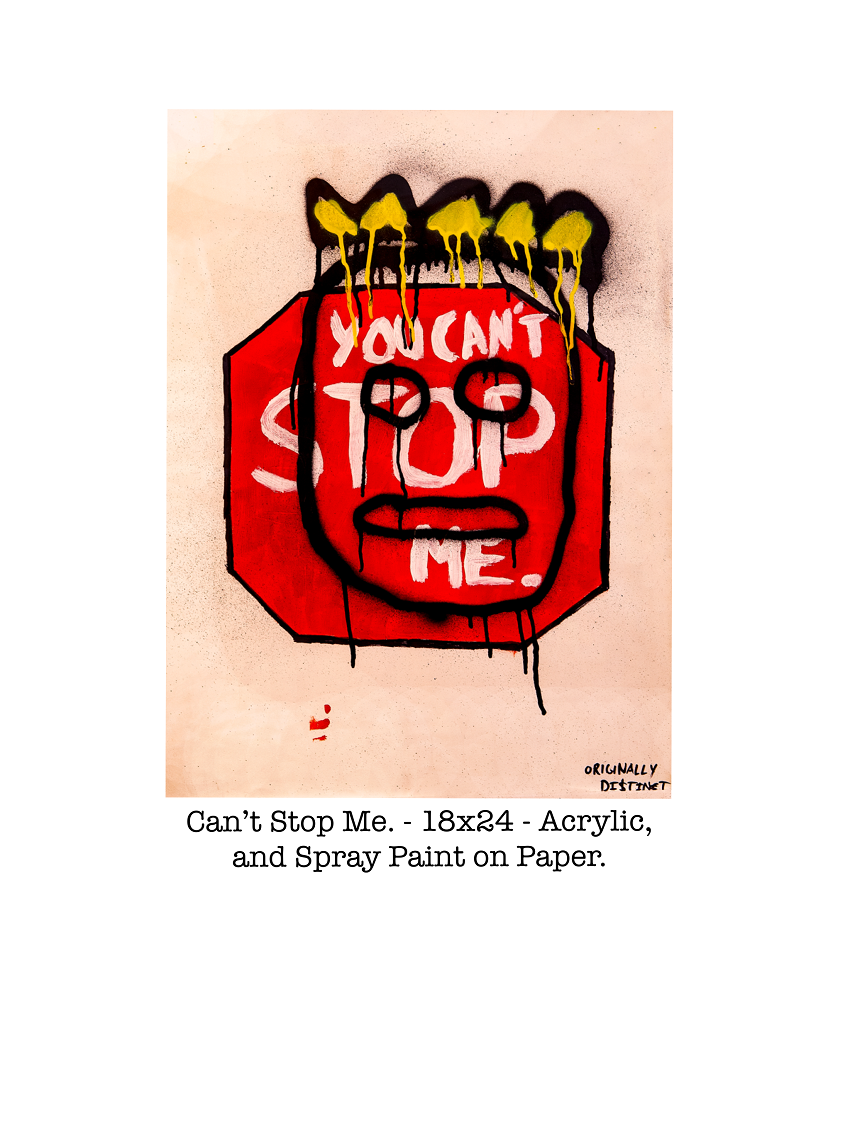 YOU CAN'T
STOP
ME.
ORIGINALLY
DI$TINCT
Can't Stop Me. - 18x24 - Acrylic,
and Spray Paint on Paper.